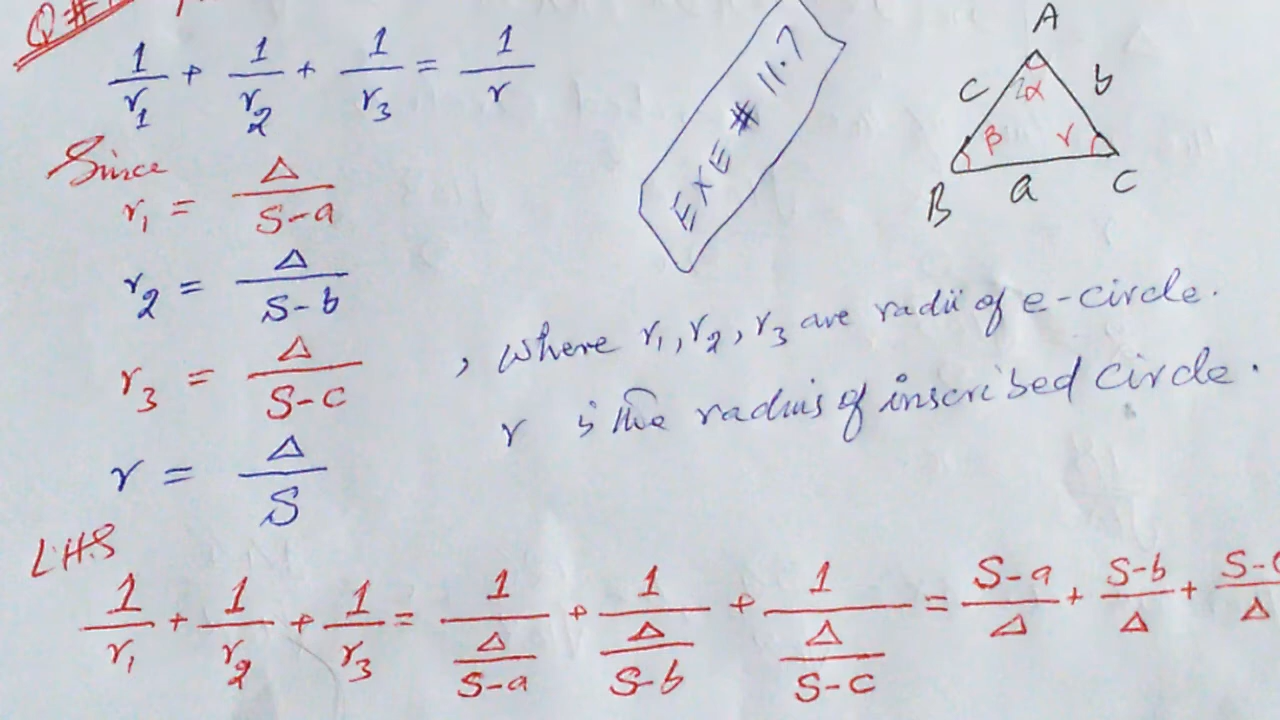 Q #
1/r₁ + 1/r₂ + 1/r₃ = 1/r
EXE # 11.7
A
c α b
β γ
B a C
Since
r₁ = Δ/(S-a)
r₂ = Δ/(S-b)
r₃ = Δ/(S-c)
, where r₁, r₂, r₃ are radii of e-circle.
r is the radius of inscribed circle.
r = Δ/S
LHS
1/r₁ + 1/r₂ + 1/r₃ = 1/(Δ/(S-a)) + 1/(Δ/(S-b)) + 1/(Δ/(S-c)) = (S-a)/Δ + (S-b)/Δ + (S-c)/Δ